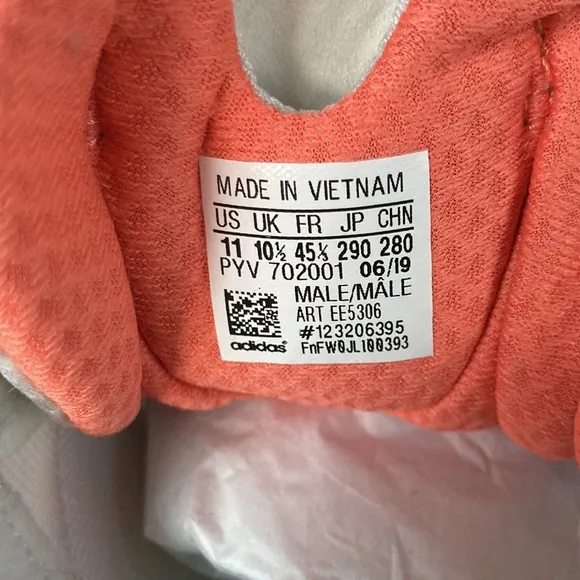 MADE IN VIETNAM
US UK FR JP CHN
11 10½ 45⅓ 290 280
PYV 702001 06/19
MALE/MÂLE
ART EE5306
#123206395
adidas FnFW0JLI00393